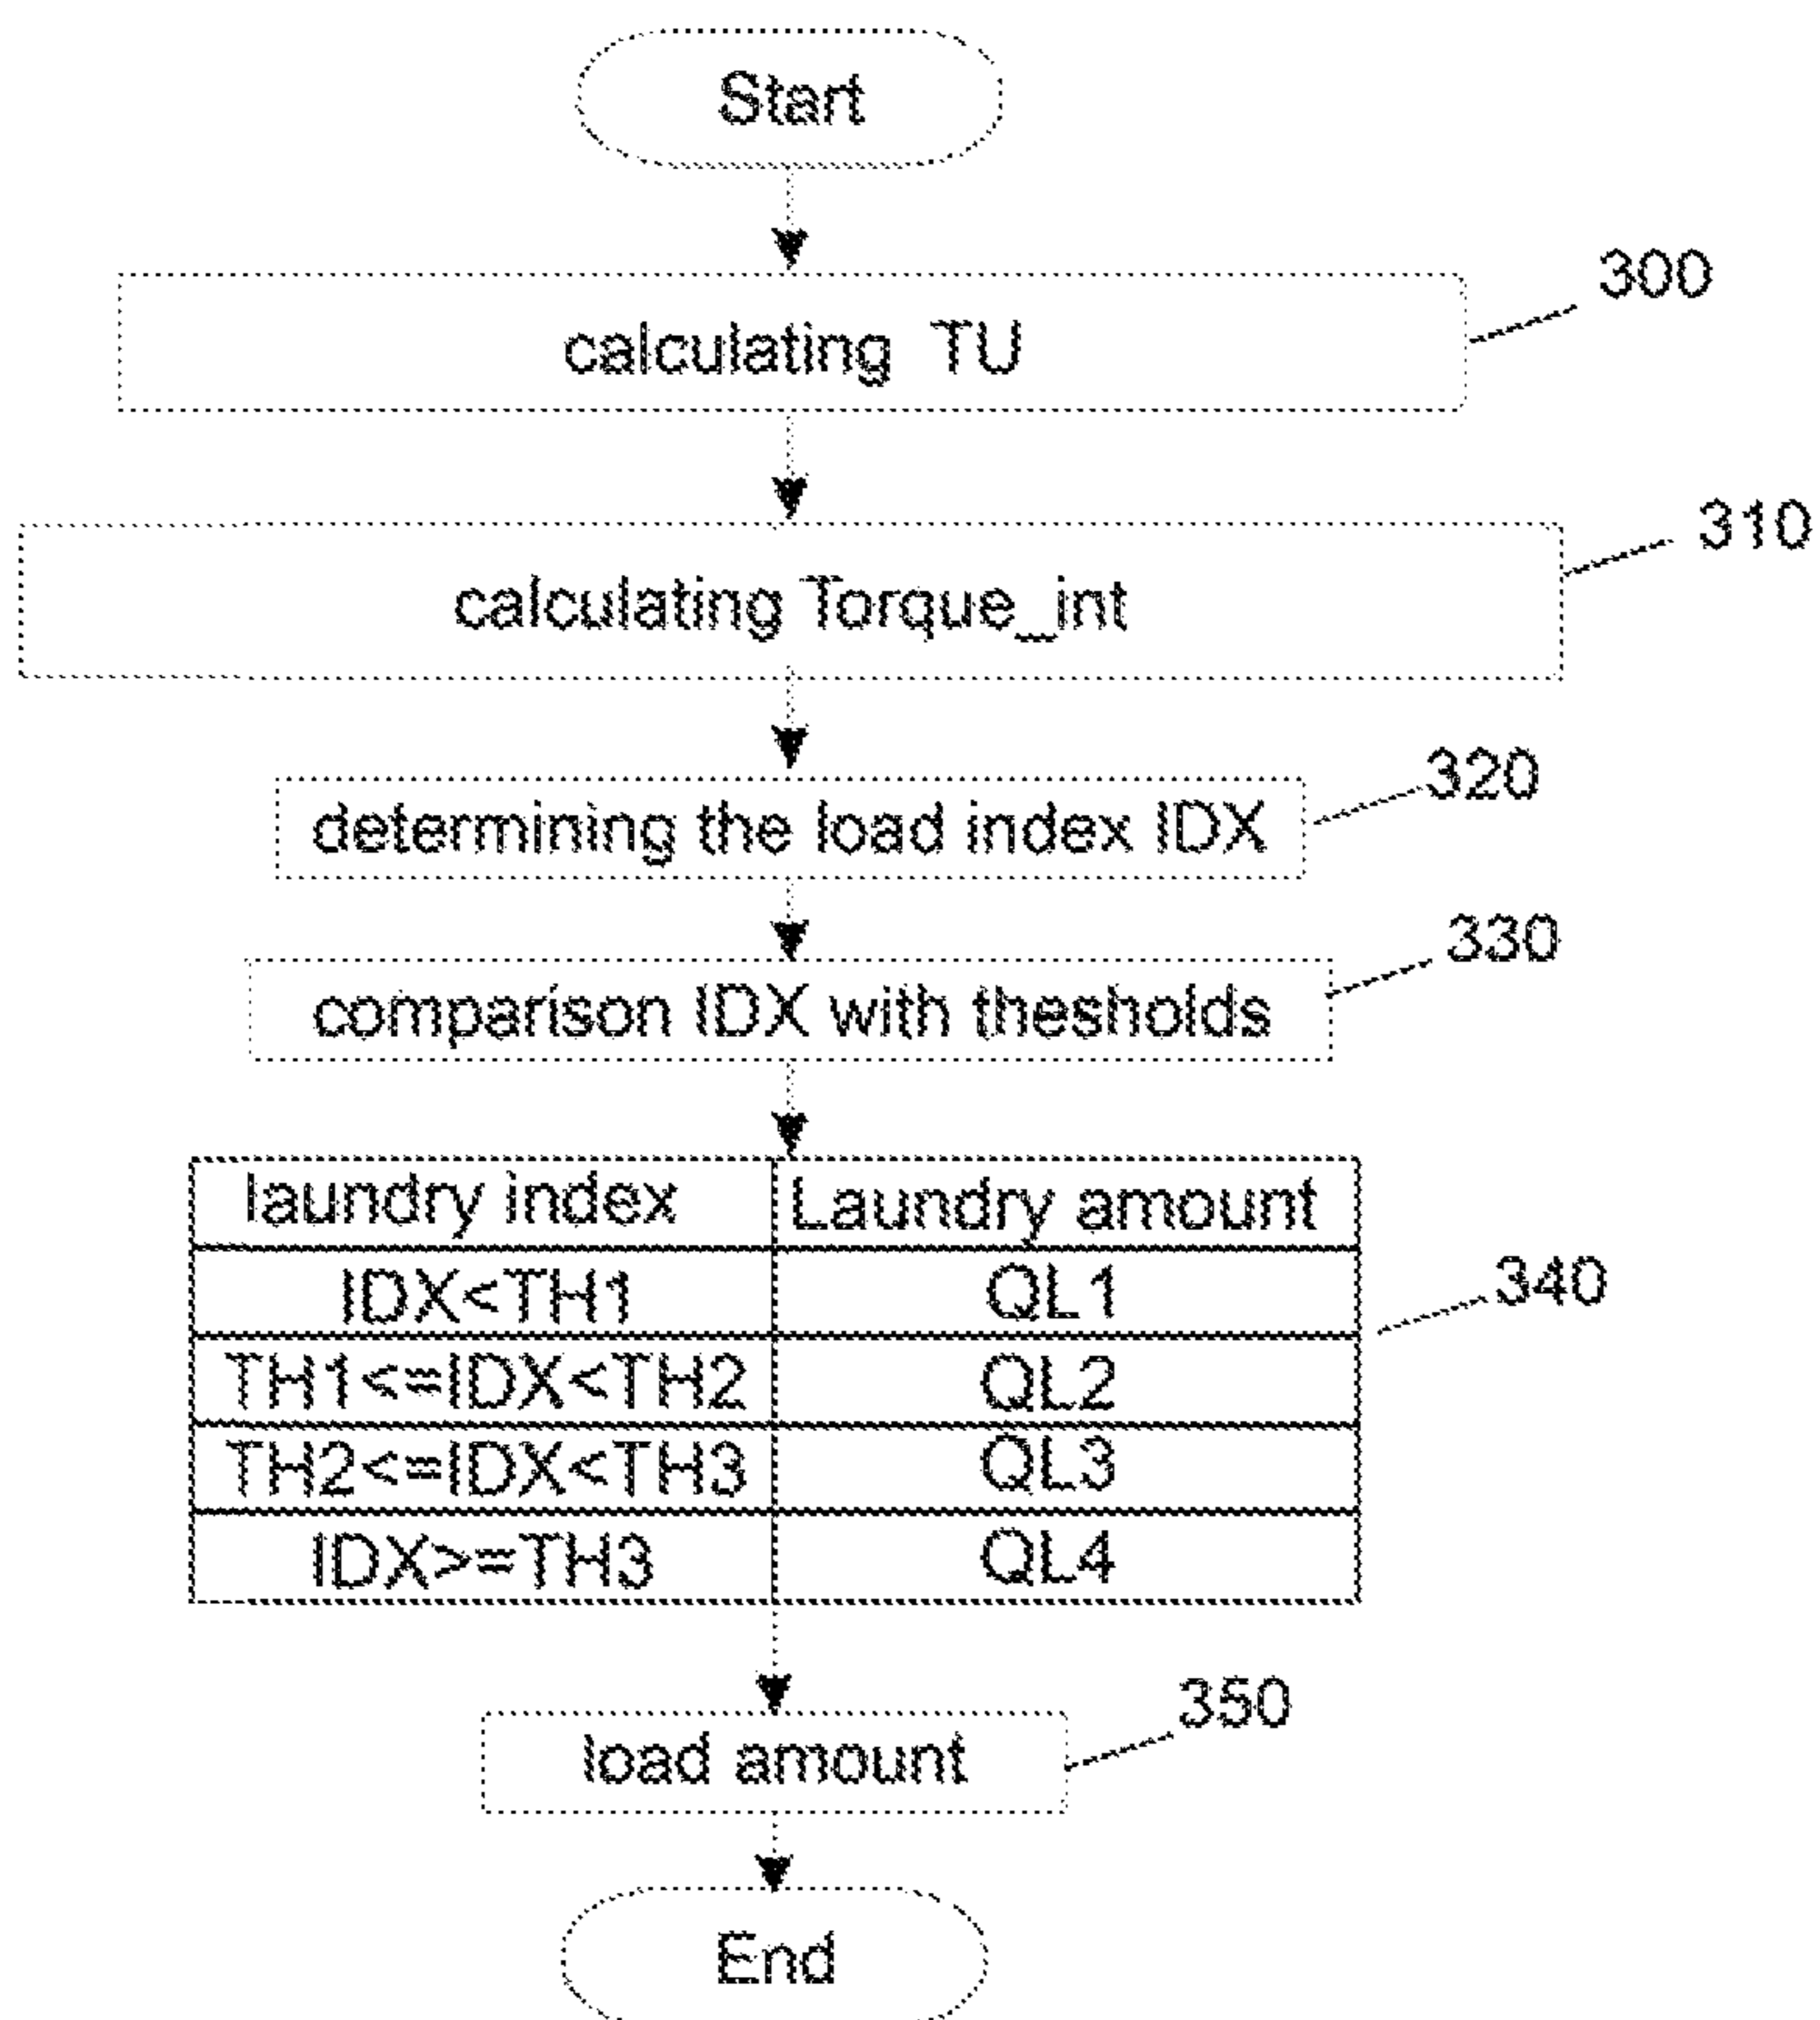 Start
300
calculating TU
310
calculating Torque_int
320
determining the load index IDX
330
comparison IDX with thesholds
laundry index Laundry amount
IDX<TH1 QL1
340
TH1<=IDX<TH2 QL2
TH2<=IDX<TH3 QL3
IDX>=TH3 QL4
350
load amount
End